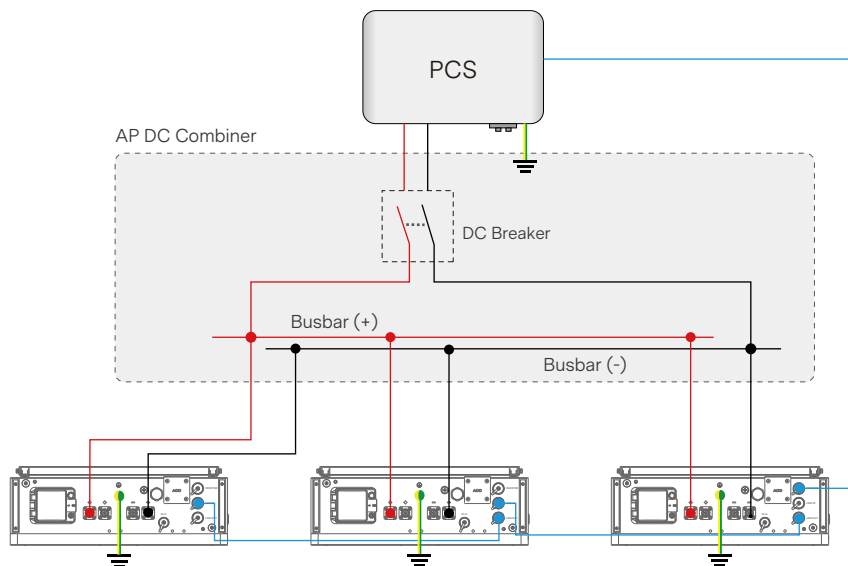 PCS
AP DC Combiner
DC Breaker
Busbar (+)
Busbar (-)